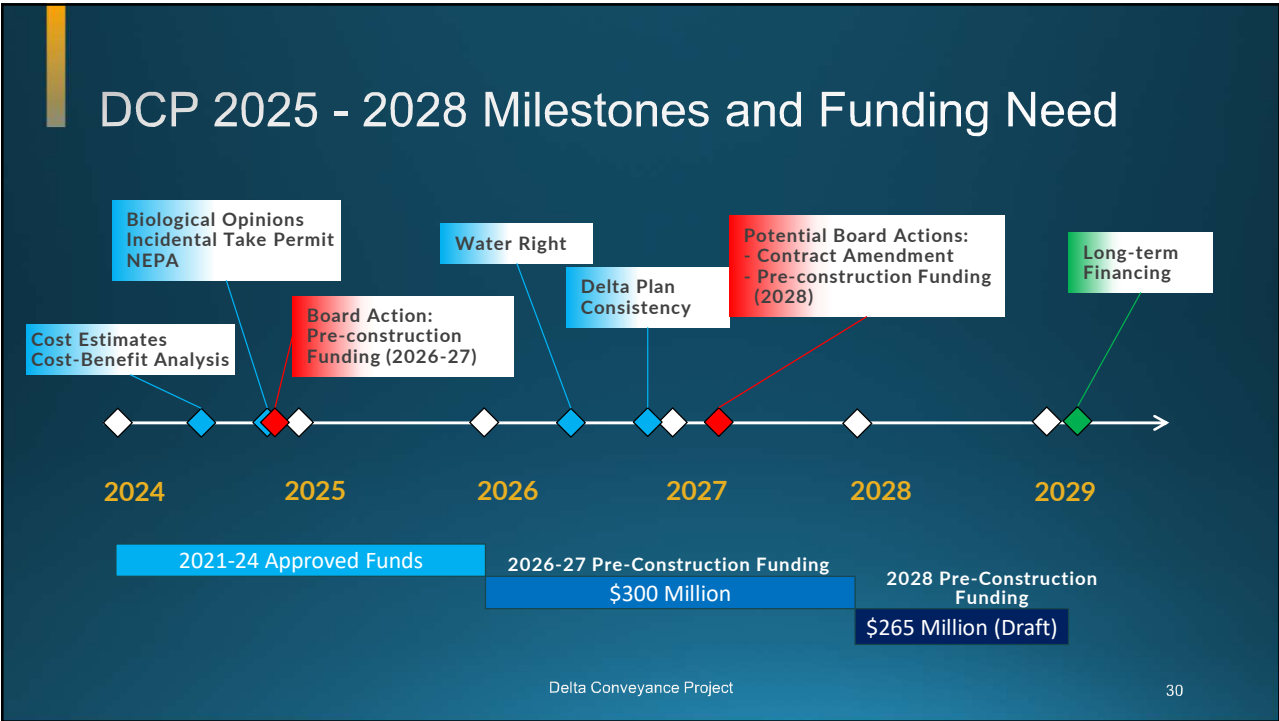 DCP 2025 - 2028 Milestones and Funding Need
Biological Opinions
Incidental Take Permit
NEPA
Water Right
Potential Board Actions:
- Contract Amendment
- Pre-construction Funding
(2028)
Long-term
Financing
Delta Plan
Consistency
Board Action:
Pre-construction
Funding (2026-27)
Cost Estimates
Cost-Benefit Analysis
2024
2025
2026
2027
2028
2029
2021-24 Approved Funds
2026-27 Pre-Construction Funding
$300 Million
2028 Pre-Construction
Funding
$265 Million (Draft)
Delta Conveyance Project
30